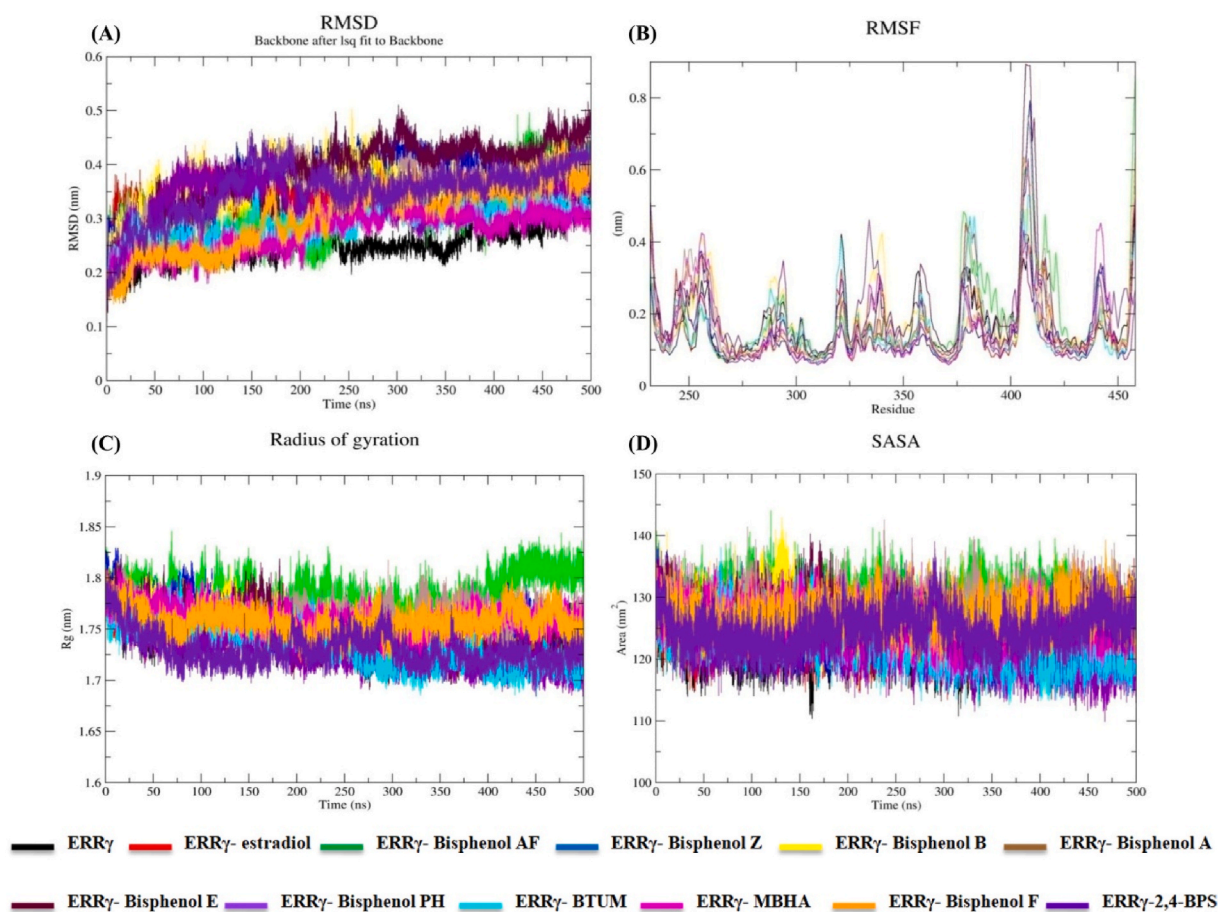 (A)
RMSD
Backbone after lsq fit to Backbone
0.6
0.5
0.4
0.3
0.2
0.1
0
RMSD (nm)
0 50 100 150 200 250 300 350 400 450 500
Time (ns)
(B)
RMSF
0.8
0.6
0.4
0.2
0
(nm)
250 300 350 400 450
Residue
(C)
Radius of gyration
1.9
1.85
1.8
1.75
1.7
1.65
1.6
Rg (nm)
0 50 100 150 200 250 300 350 400 450 500
Time (ns)
(D)
SASA
150
140
130
120
110
100
Area (nm²)
0 50 100 150 200 250 300 350 400 450 500
Time (ns)
ERRγ ERRγ- estradiol ERRγ- Bisphenol AF ERRγ- Bisphenol Z ERRγ- Bisphenol B ERRγ- Bisphenol A
ERRγ- Bisphenol E ERRγ- Bisphenol PH ERRγ- BTUM ERRγ- MBHA ERRγ- Bisphenol F ERRγ-2,4-BPS